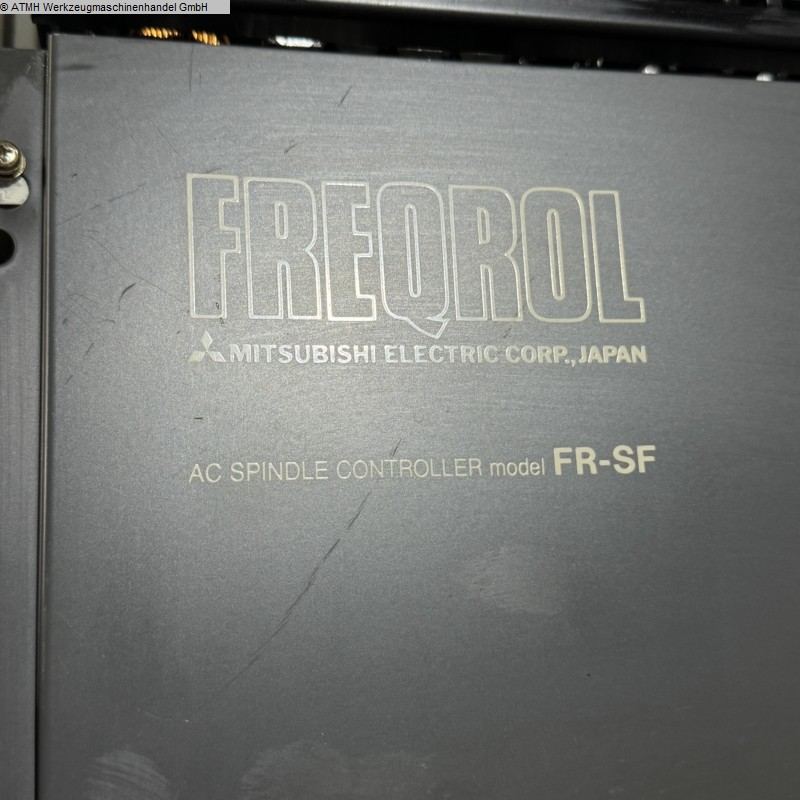 © ATMH Werkzeugmaschinenhandel GmbH
FREQROL
MITSUBISHI ELECTRIC CORP., JAPAN
AC SPINDLE CONTROLLER model FR-SF